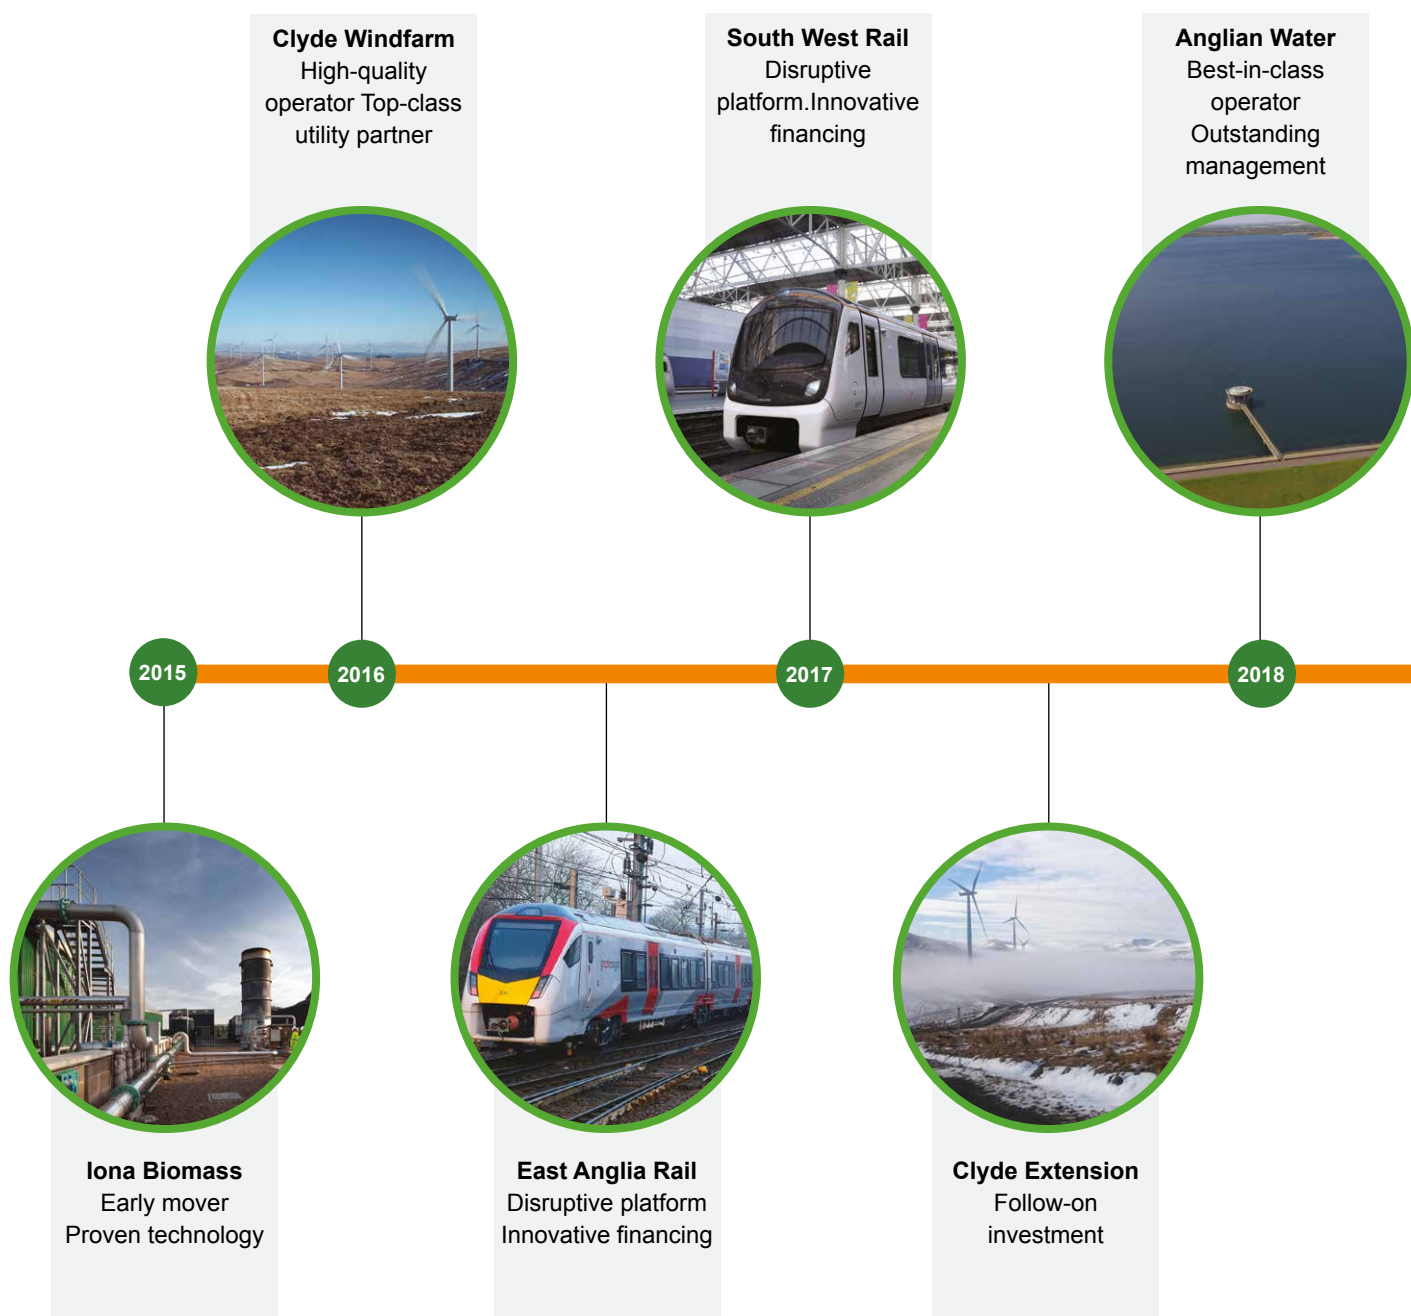 Clyde Windfarm
High-quality
operator Top-class
utility partner
South West Rail
Disruptive
platform.Innovative
financing
Anglian Water
Best-in-class
operator
Outstanding
management
2015
2016
2017
2018
Iona Biomass
Early mover
Proven technology
East Anglia Rail
Disruptive platform
Innovative financing
Clyde Extension
Follow-on
investment